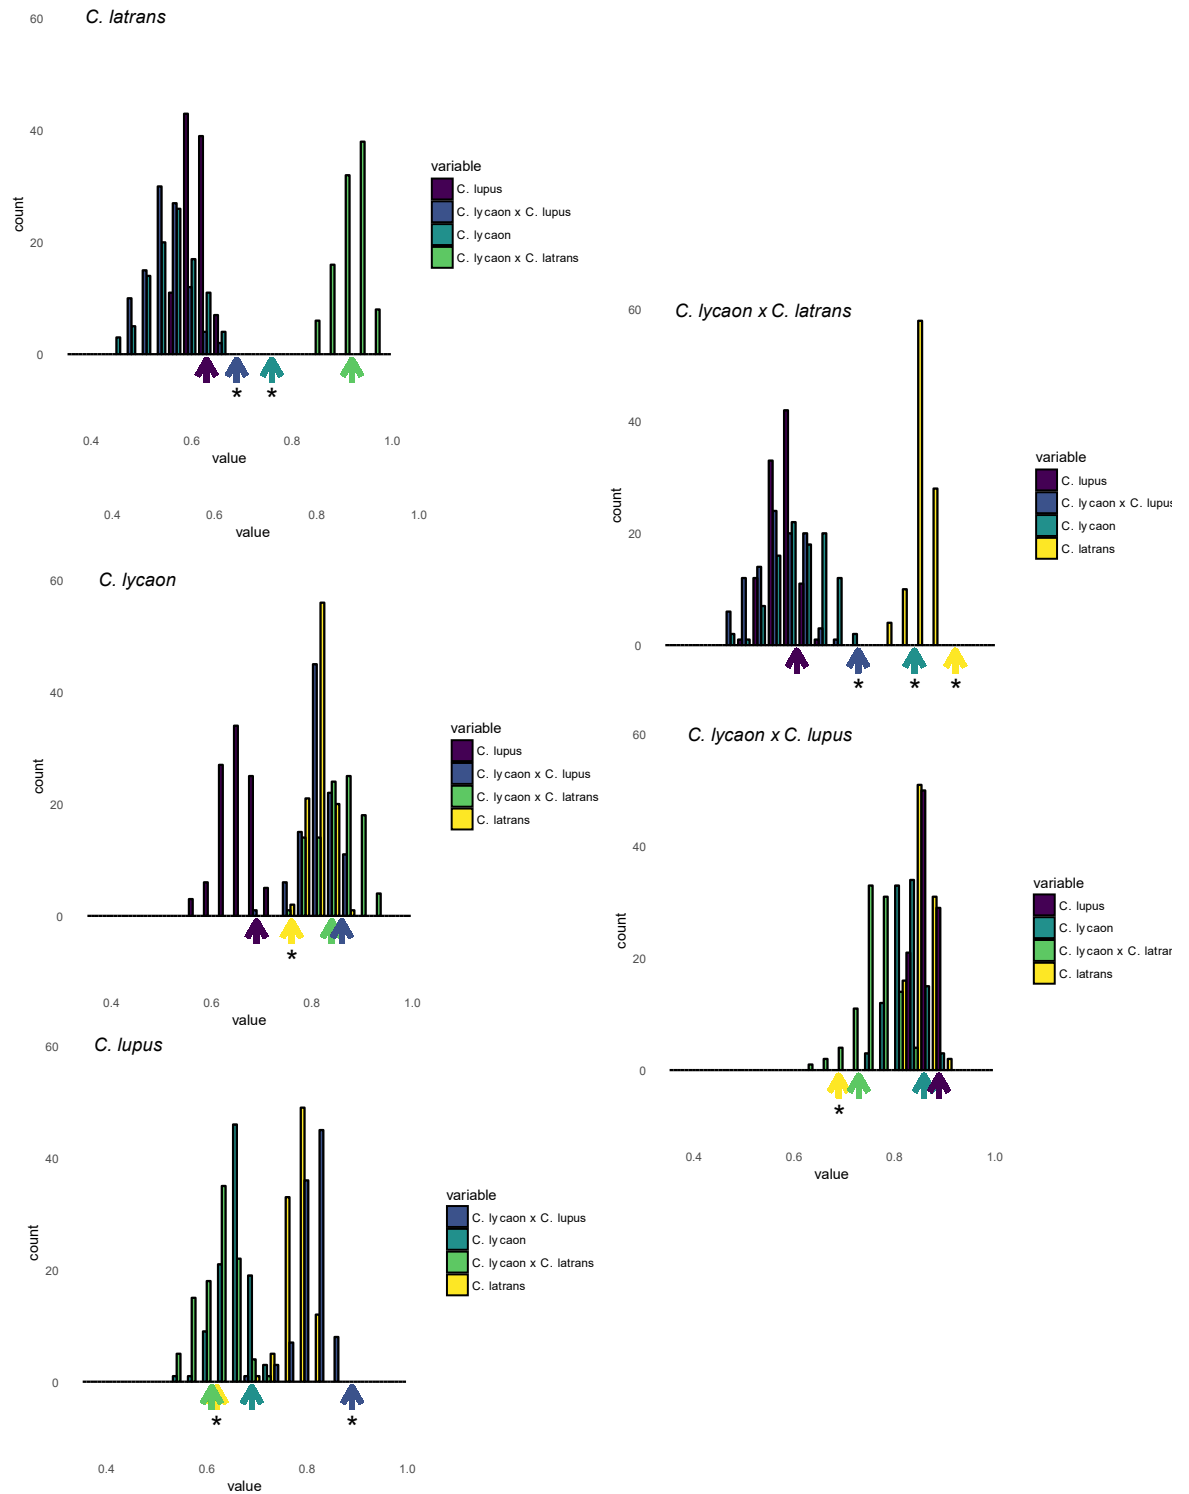 60
C. latrans
40
20
0
count
variable
C. lupus
C. lycaon x C. lupus
C. lycaon
C. lycaon x C. latrans
* *
0.4 0.6 0.8 1.0
value
0.4 0.6 0.8 1.0
value
60
C. lycaon x C. latrans
40
20
0
count
variable
C. lupus
C. lycaon x C. lupus
C. lycaon
C. latrans
* * *
60
C. lycaon
40
20
0
count
variable
C. lupus
C. lycaon x C. lupus
C. lycaon x C. latrans
C. latrans
*
0.4 0.6 0.8 1.0
value
60
C. lycaon x C. lupus
40
20
0
count
variable
C. lupus
C. lycaon
C. lycaon x C. latrar
C. latrans
*
0.4 0.6 0.8 1.0
value
60
C. lupus
40
20
0
count
variable
C. lycaon x C. lupus
C. lycaon
C. lycaon x C. latrans
C. latrans
* *
0.4 0.6 0.8 1.0
value